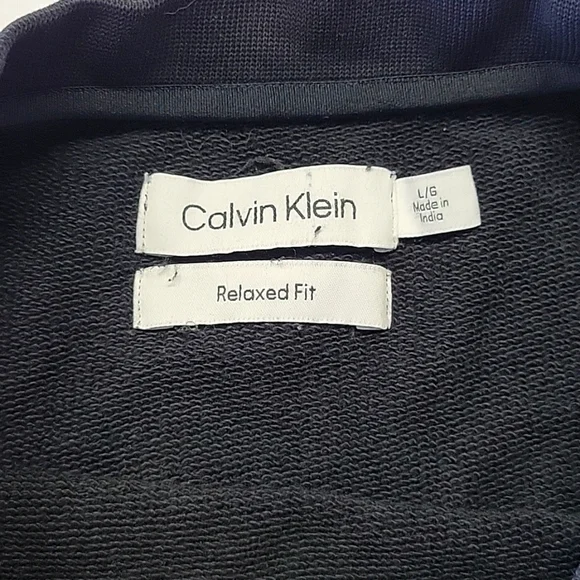 Calvin Klein
L/G
Made in
India
Relaxed Fit